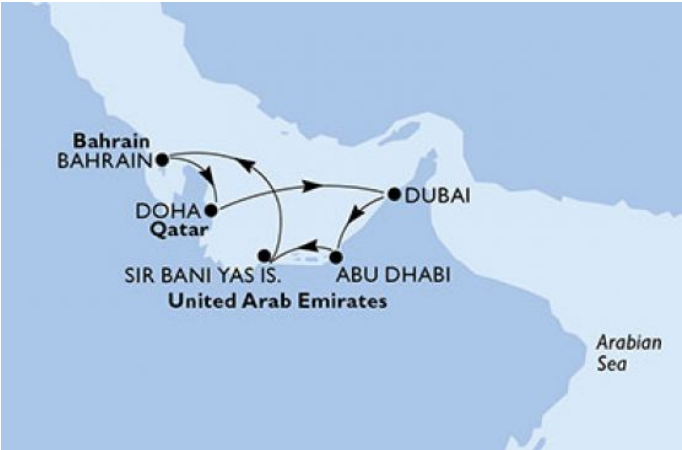 Bahrain
BAHRAIN
DOHA
Qatar
DUBAI
SIR BANI YAS IS.
ABU DHABI
United Arab Emirates
Arabian
Sea